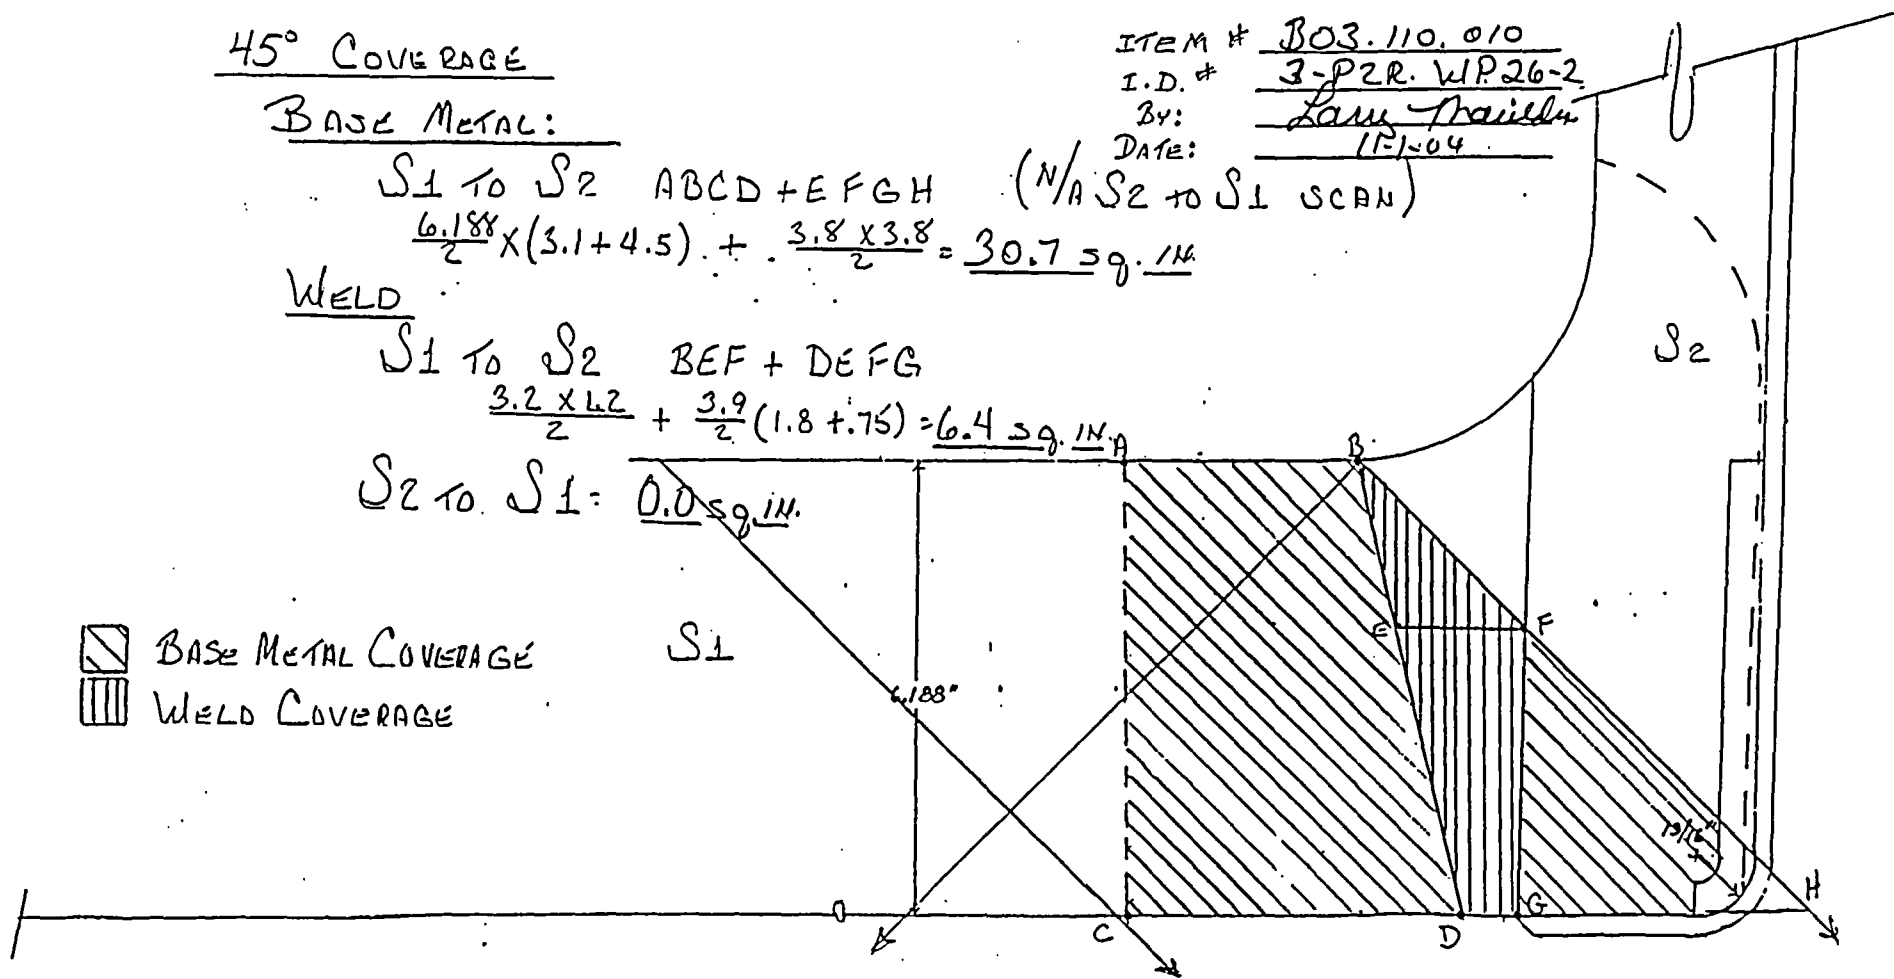 45° COVERAGE
BASE METAL:
S1 TO S2 ABCD + EFGH (N/A S2 TO S1 SCAN)
6.188/2 X (3.1+4.5) + 3.8 X 3.8/2 = 30.7 sq. IN.
WELD
S1 TO S2 BEF + DEFG
3.2 X 1.2/2 + 3.9/2 (1.8 + .75) = 6.4 sq. IN.
S2 TO S1 = 0.0 sq. IN.
ITEM # B03.110.010
I.D. # 3-PZR. WP26-2
BY: Larry
DATE:
BASE METAL COVERAGE
WELD COVERAGE
S1
S2
6.188"
13/16"
A
B
E
F
C
D
G
H